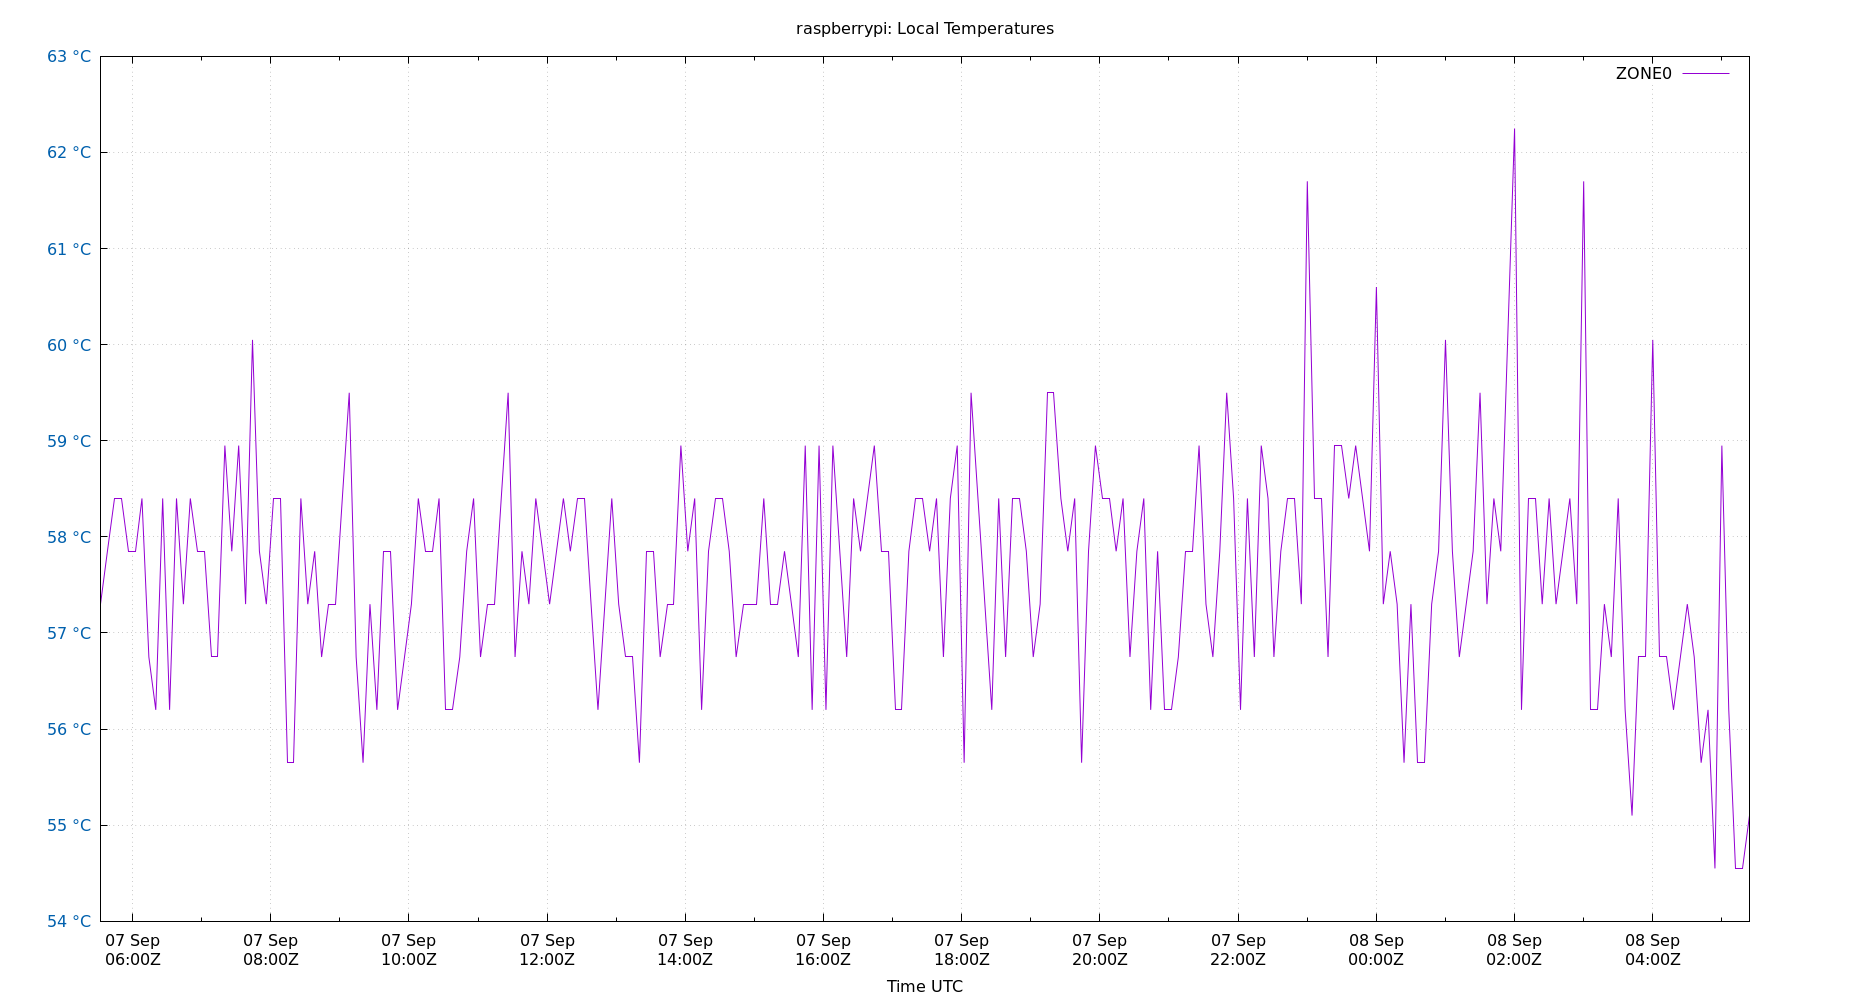 raspberrypi: Local Temperatures
63 °C
ZONE0
62 °C
61 °C
60 °C
59 °C
58 °C
57 °C
56 °C
55 °C
54 °C
07 Sep 07 Sep 07 Sep 07 Sep 07 Sep 07 Sep 07 Sep 07 Sep 07 Sep 08 Sep 08 Sep 08 Sep
06:00Z 08:00Z 10:00Z 12:00Z 14:00Z 16:00Z 18:00Z 20:00Z 22:00Z 00:00Z 02:00Z 04:00Z
Time UTC